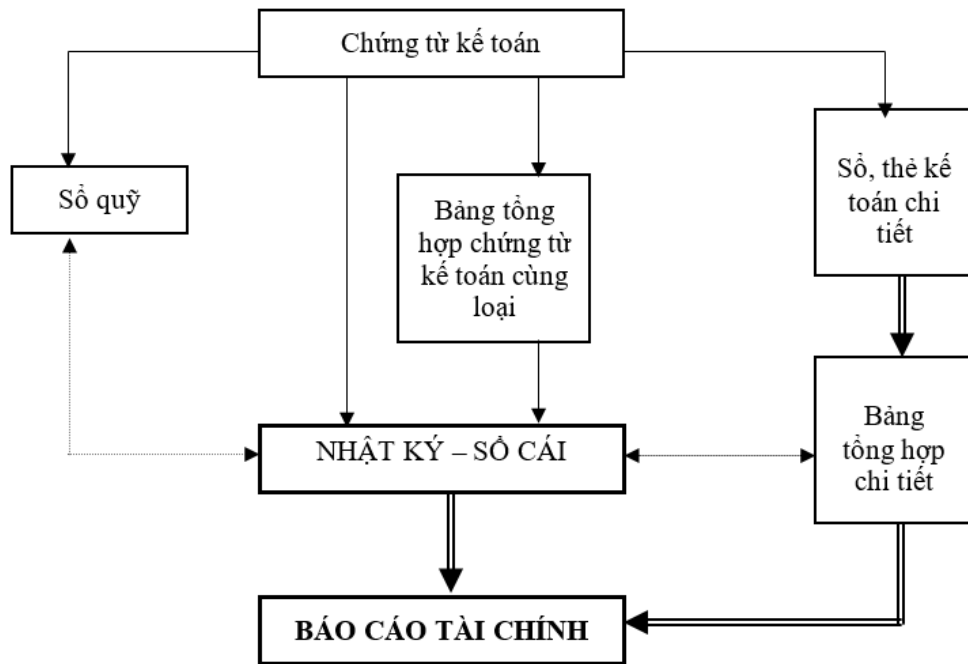 Chứng từ kế toán
Sổ quỹ
Bảng tổng
hợp chứng từ
kế toán cùng
loại
Sổ, thẻ kế
toán chi
tiết
NHẬT KÝ – SỔ CÁI
Bảng
tổng hợp
chi tiết
BÁO CÁO TÀI CHÍNH